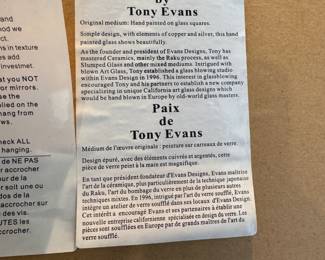 by
Tony Evans
Original medium: Hand painted on glass squares.
Simple design, with elements of copper and silver, this hand
painted glass shows beautifully.
As the founder and president of Evans Designs, Tony has
mastered Ceramics, mainly the Raku process, as well as
Slumped Glass and other mixed mediums. Intrigued with
blown Art Glass, Tony established a glass blowing studio
within Evans Design in 1996. This interest in glassblowing
encouraged Tony and his partners to establish a new company
specializing in unique California art glass designs which
would be hand blown in Europe by old-world glass masters.
Paix
de
Tony Evans
Médium de l'œuvre originale : peinture sur carreaux de verre.
Design épuré, avec des éléments cuivrés et argentés, cette
pièce de verre peint à la main est magnifique.
En tant que président fondateur d'Evans Designs, Evans maîtrise
l'art de la céramique, plus particulièrement de la technique japonaise
du Raku, l'art du bombage du verre en plus de plusieurs autres
techniques mixtes. En 1996, intrigué par l'art du verre soufflé, Evans
intègre un atelier de verre soufflé dans ses locaux d'Evans Design.
Cet intérêt a encouragé Evans et ses partenaires à établir une
nouvelle entreprise californienne spécialisée en design du verre. Les
pièces sont soufflées en Europe par de grands maîtres de l'art du
verre soufflé.
and
od we
t
s in texture
s add
investmet.
at you NOT
or mirrors.
se the
plied on the
hang from
ws.
check ALL
hanging.
DE NE PAS
accrocher
eur de la
r soit une ou
idos de
accrocher sur
des vis.
UTES les
ccrocher.